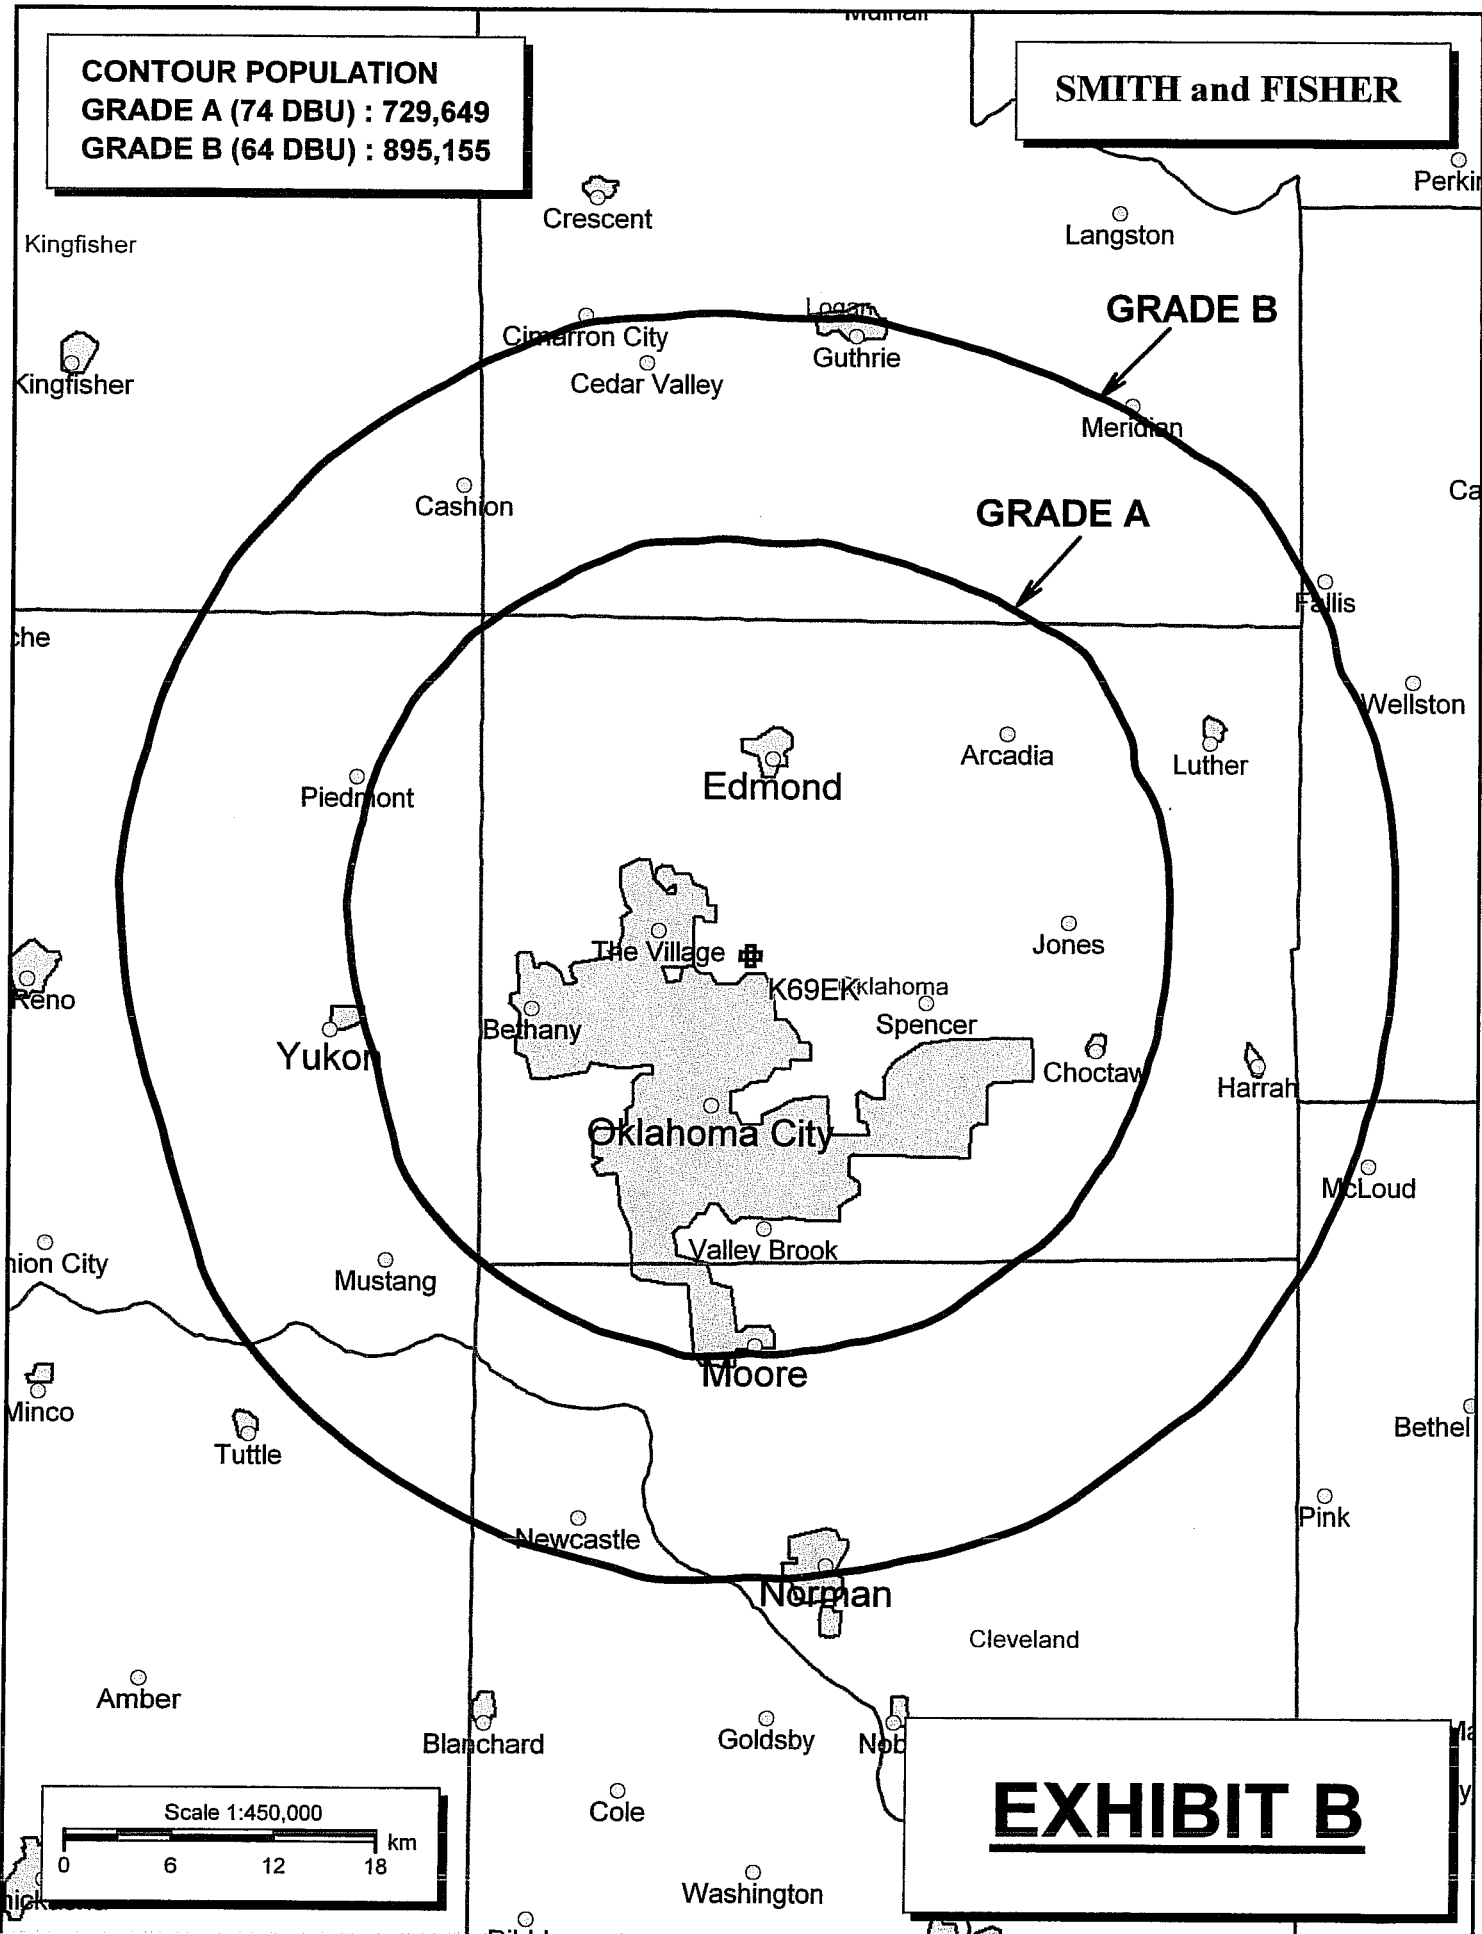 CONTOUR POPULATION
GRADE A (74 DBU) : 729,649
GRADE B (64 DBU) : 895,155
SMITH and FISHER
Crescent
Langston
Kingfisher
GRADE B
Logan
Cimarron City
Guthrie
Kingfisher
Cedar Valley
Meridian
Cashion
GRADE A
Fallis
Wellston
Arcadia
Luther
Edmond
Piedmont
The Village
Jones
K69EK
Reno
Bethany
Spencer
Yukon
Choctaw
Harrah
Oklahoma City
McLoud
Valley Brook
Mustang
Moore
Minco
Bethel
Tuttle
Pink
Newcastle
Norman
Cleveland
Amber
Blanchard
Goldsby
Cole
EXHIBIT B
Scale 1:450,000
0 6 12 18 km
Washington